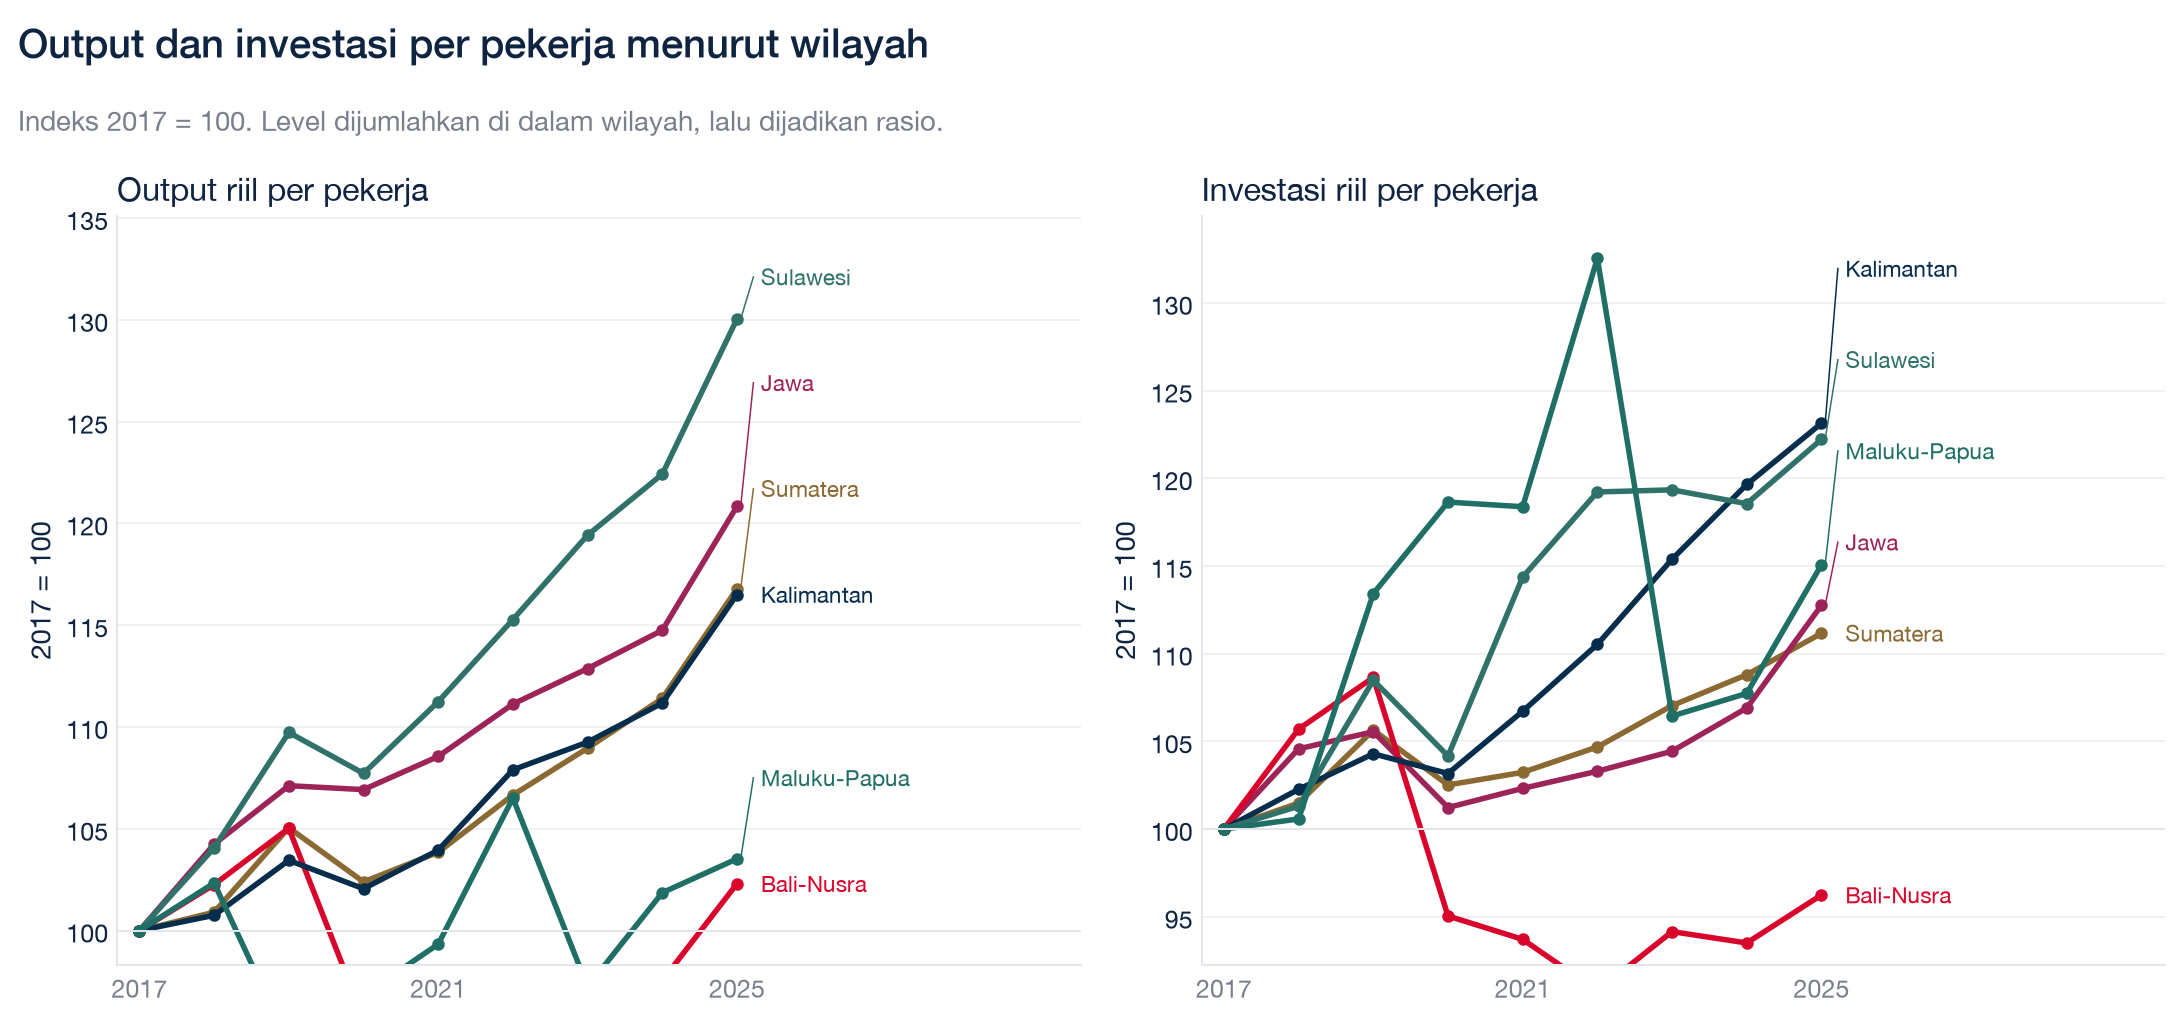 Output dan investasi per pekerja menurut wilayah
Indeks 2017 = 100. Level dijumlahkan di dalam wilayah, lalu dijadikan rasio.
Output riil per pekerja
135
130
125
120
115
110
105
100
2017 = 100
Sulawesi
Jawa
Sumatera
Kalimantan
Maluku-Papua
Bali-Nusra
2017
2021
2025
Investasi riil per pekerja
130
125
120
115
110
105
100
95
2017 = 100
Kalimantan
Sulawesi
Maluku-Papua
Jawa
Sumatera
Bali-Nusra
2017
2021
2025